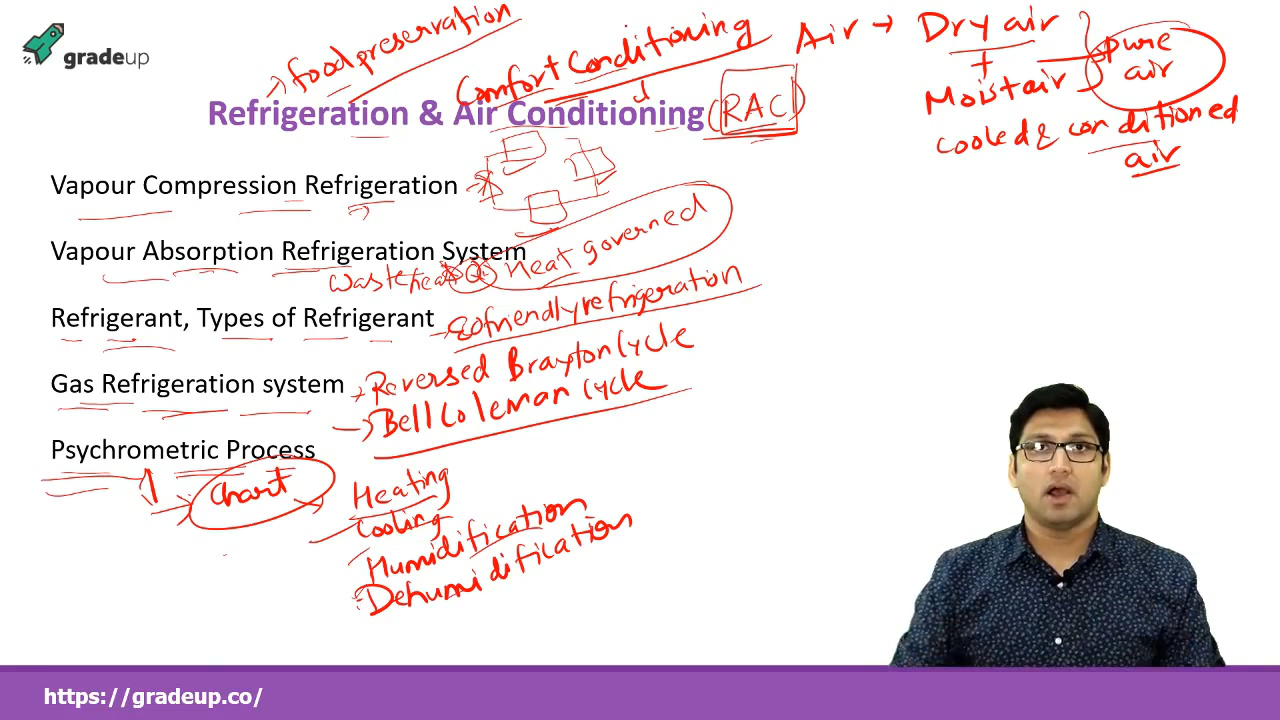 gradeup
food preservation
Comfort Conditioning
Air → Dry air
+
Moist air
pure
air
Cooled & conditioned
air
Refrigeration & Air Conditioning (RAC)
Vapour Compression Refrigeration
Vapour Absorption Refrigeration System
Waste heat
Heat governed
Refrigerant, Types of Refrigerant
Ecofriendly refrigeration
Gas Refrigeration system
Reversed Brayton Cycle
Bell Coleman cycle
Psychrometric Process
Chart
Heating
Cooling
Humidification
Dehumidification
https://gradeup.co/